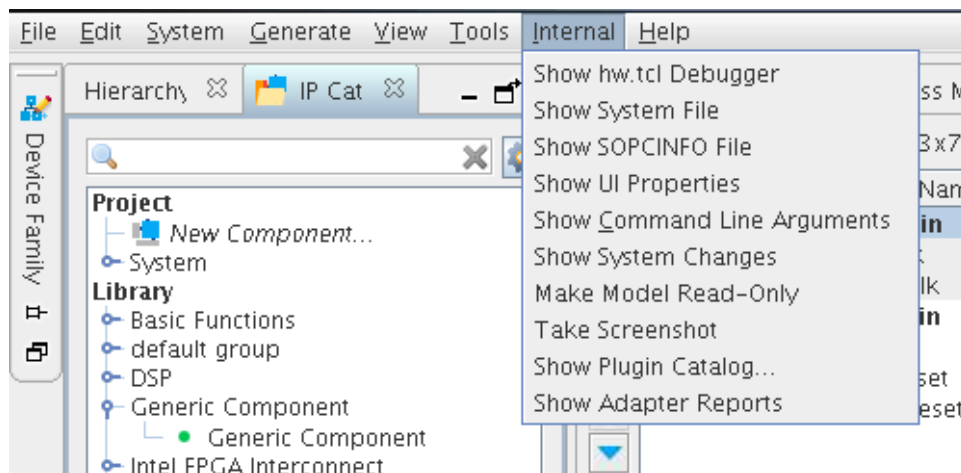 File Edit System Generate View Tools Internal Help
Hierarchy IP Cat
Device Family
Project
New Component...
System
Library
Basic Functions
default group
DSP
Generic Component
Generic Component
Intel FPGA Interconnect
Show hw.tcl Debugger
Show System File
Show SOPCINFO File
Show UI Properties
Show Command Line Arguments
Show System Changes
Make Model Read-Only
Take Screenshot
Show Plugin Catalog...
Show Adapter Reports